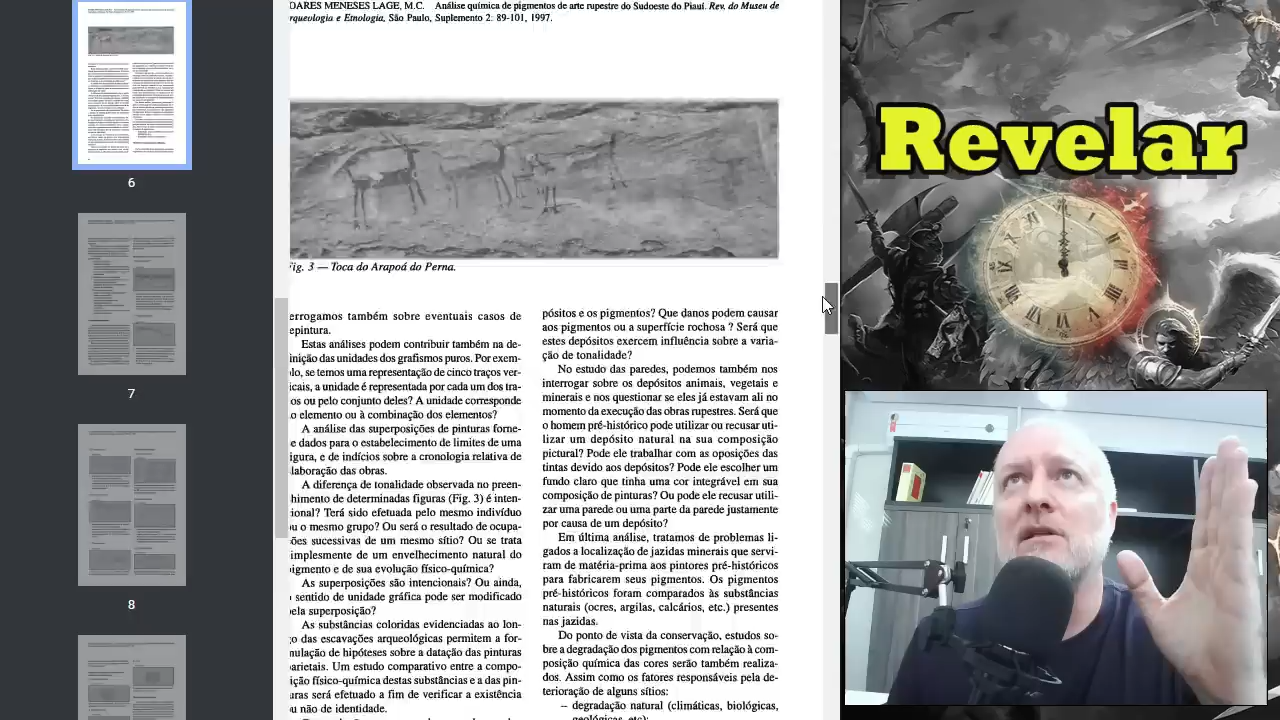 OARES MENESES LAGE, M.C. Análise química de pigmentos de arte rupestre do Sudoeste do Piauí. Rev. do Museu de
rqueologia e Etnologia, São Paulo, Suplemento 2: 89-101, 1997.
ig. 3 — Toca do Arapoá do Perna.
errogamos também sobre eventuais casos de
epintura.
Estas análises podem contribuir também na de-
inição das unidades dos grafismos puros. Por exem-
lo, se temos uma representação de cinco traços ver-
icais, a unidade é representada por cada um dos tra-
os ou pelo conjunto deles? A unidade corresponde
o elemento ou à combinação dos elementos?
A análise das superposições de pinturas forne-
e dados para o estabelecimento de limites de uma
igura, e de indícios sobre a cronologia relativa de
laboração das obras.
A diferença de tonalidade observada no preen-
himento de determinadas figuras (Fig. 3) é inten-
ional? Terá sido efetuada pelo mesmo indivíduo
u o mesmo grupo? Ou será o resultado de ocupa-
ões sucessivas de um mesmo sítio? Ou se trata
implesmente de um envelhecimento natural do
igmento e de sua evolução físico-química?
As superposições são intencionais? Ou ainda,
sentido de unidade gráfica pode ser modificado
ela superposição?
As substâncias coloridas evidenciadas ao lon-
o das escavações arqueológicas permitem a for-
mulação de hipóteses sobre a datação das pinturas
arietais. Um estudo comparativo entre a compo-
ição físico-química destas substâncias e a das pin-
uras será efetuado a fim de verificar a existência
u não de identidade.
pósitos e os pigmentos? Que danos podem causar
aos pigmentos ou a superfície rochosa ? Será que
estes depósitos exercem influência sobre a varia-
ção de tonalidade?
No estudo das paredes, podemos também nos
interrogar sobre os depósitos animais, vegetais e
minerais e nos questionar se eles já estavam ali no
momento da execução das obras rupestres. Será que
o homem pré-histórico pode utilizar ou recusar uti-
lizar um depósito natural na sua composição
pictural? Pode ele trabalhar com as oposições das
tintas devido aos depósitos? Pode ele escolher um
fundo claro que tinha uma cor integrável em sua
composição de pinturas? Ou pode ele recusar utili-
zar uma parede ou uma parte da parede justamente
por causa de um depósito?
Em última análise, tratamos de problemas li-
gados a localização de jazidas minerais que servi-
ram de matéria-prima aos pintores pré-históricos
para fabricarem seus pigmentos. Os pigmentos
pré-históricos foram comparados às substâncias
naturais (ocres, argilas, calcários, etc.) presentes
nas jazidas.
Do ponto de vista da conservação, estudos so-
bre a degradação dos pigmentos com relação à com-
posição química das cores serão também realiza-
dos. Assim como os fatores responsáveis pela de-
terioração de alguns sítios:
– degradação natural (climáticas, biológicas,
geológicas, etc);
6
7
8
Revelar